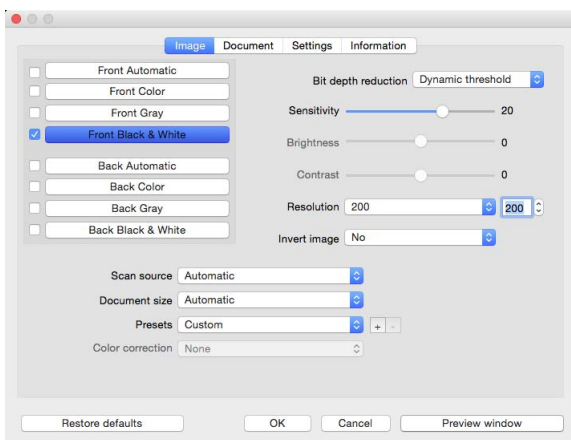 Image Document Settings Information
Front Automatic
Front Color
Front Gray
Front Black & White
Back Automatic
Back Color
Back Gray
Back Black & White
Bit depth reduction Dynamic threshold
Sensitivity 20
Brightness 0
Contrast 0
Resolution 200 200
Invert image No
Scan source Automatic
Document size Automatic
Presets Custom + -
Color correction None
Restore defaults OK Cancel Preview window